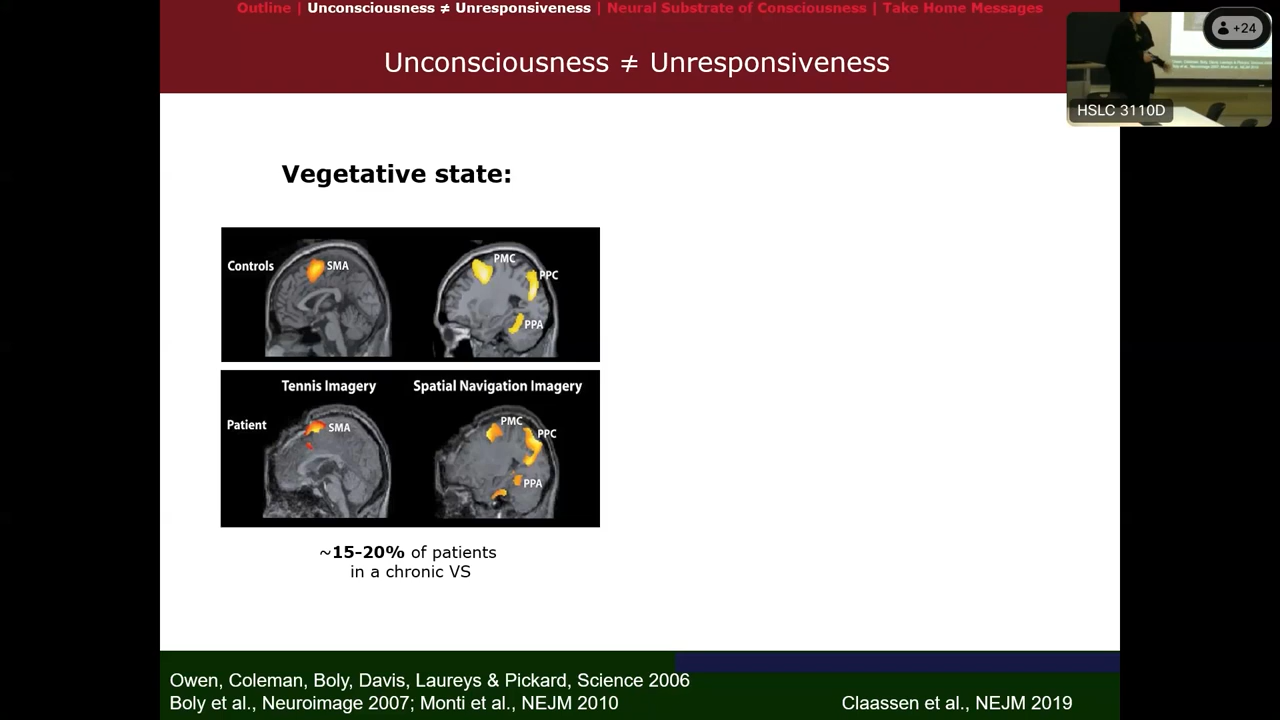 Outline | Unconsciousness ≠ Unresponsiveness | Neural Substrate of Consciousness | Take Home Messages
+24
Unconsciousness ≠ Unresponsiveness
HSLC 3110D
Vegetative state:
Controls
SMA
PMC
PPC
PPA
Tennis Imagery
Spatial Navigation Imagery
Patient
SMA
PMC
PPC
PPA
~15-20% of patients
in a chronic VS
Owen, Coleman, Boly, Davis, Laureys & Pickard, Science 2006
Boly et al., Neuroimage 2007; Monti et al., NEJM 2010
Claassen et al., NEJM 2019